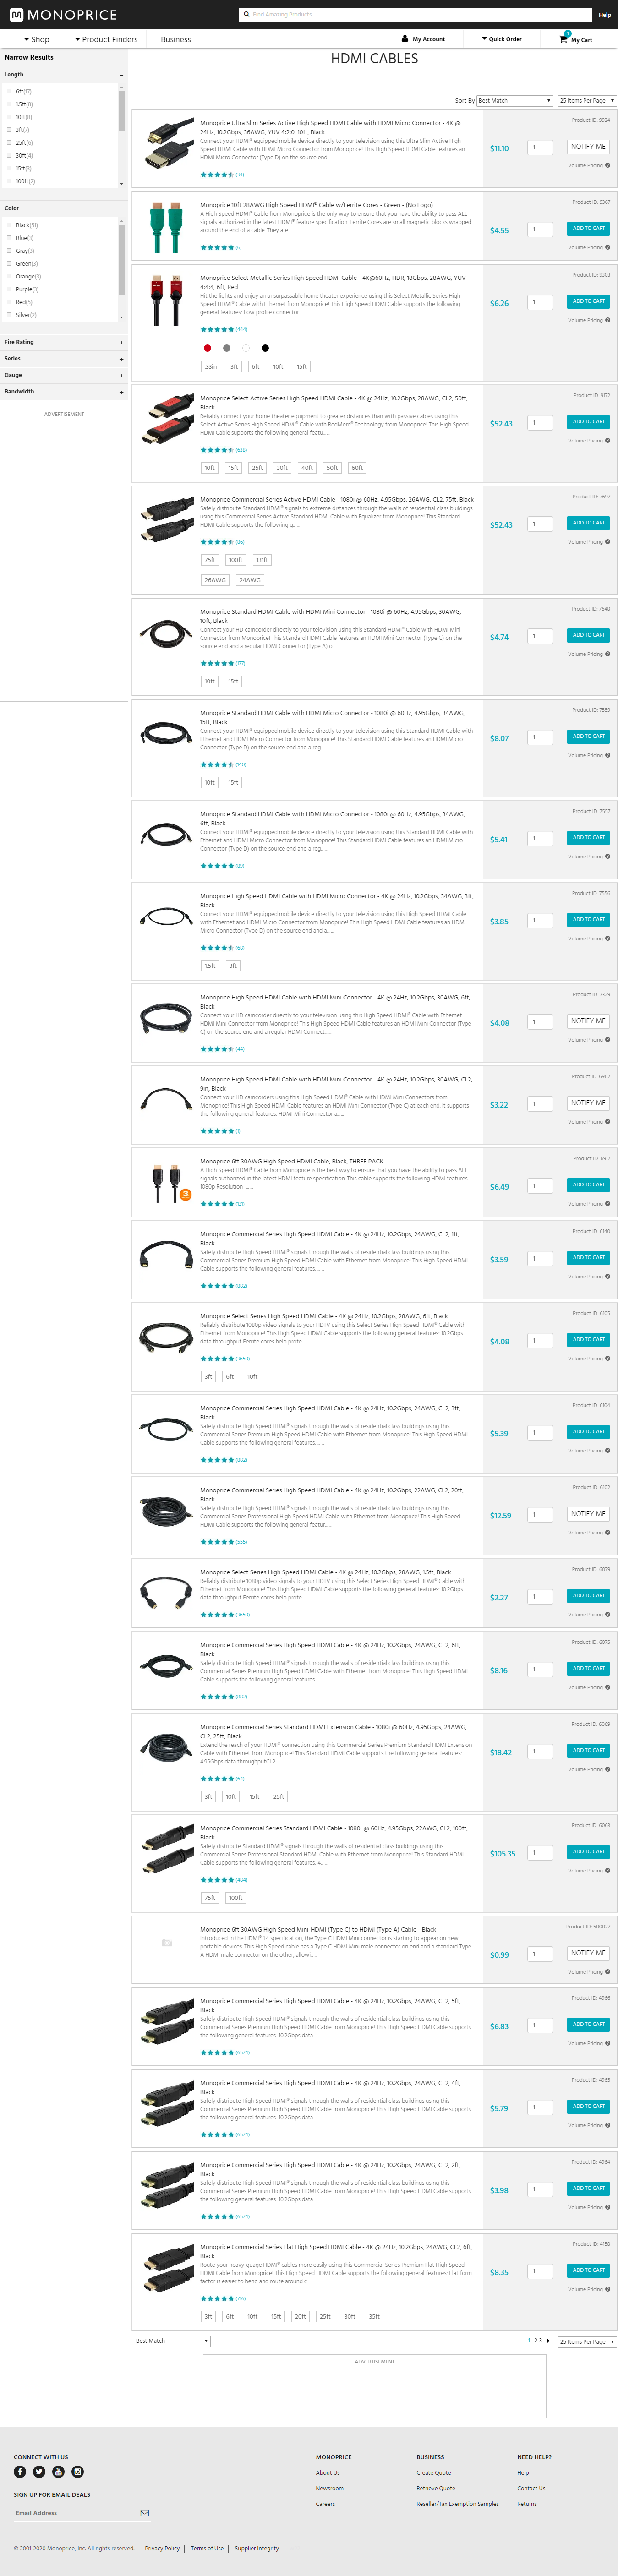 MONOPRICE
Find Amazing Products
Help
Shop
Product Finders
Business
My Account
Quick Order
1
My Cart
HDMI CABLES
Narrow Results
Length
6ft(17)
1.5ft(8)
10ft(8)
3ft(7)
25ft(6)
30ft(4)
15ft(3)
100ft(2)
Color
Black(51)
Blue(3)
Gray(3)
Green(3)
Orange(3)
Purple(3)
Red(5)
Silver(2)
Fire Rating
Series
Gauge
Bandwidth
ADVERTISEMENT
Sort By Best Match
25 Items Per Page
Monoprice Ultra Slim Series Active High Speed HDMI Cable with HDMI Micro Connector - 4K @
24Hz, 10.2Gbps, 36AWG, YUV 4:2:0, 10ft, Black
Connect your HDMI® equipped mobile device directly to your television using this Ultra Slim Active High
Speed HDMI Cable with HDMI Micro Connector from Monoprice! This High Speed HDMI Cable features an
HDMI Micro Connector (Type D) on the source end ... ...
(34)
$11.10
1
Product ID: 9824
NOTIFY ME
Volume Pricing
Monoprice 10ft 28AWG High Speed HDMI® Cable w/Ferrite Cores - Green - (No Logo)
A High Speed HDMI® Cable from Monoprice is the only way to ensure that you have the ability to pass ALL
signals authorized in the latest HDMI® feature specification. Ferrite Cores are small magnetic blocks wrapped
around the end of a cable. They are ... ...
(6)
$4.55
1
Product ID: 9387
ADD TO CART
Volume Pricing
Monoprice Select Metallic Series High Speed HDMI Cable - 4K@60Hz, HDR, 18Gbps, 28AWG, YUV
4:4:4, 6ft, Red
Hit the lights and enjoy an unsurpassable home theater experience using this Select Metallic Series High
Speed HDMI® Cable with Ethernet from Monoprice! This High Speed HDMI Cable supports the following
general features: Low profile connector ... ...
(444)
.33in 3ft 6ft 10ft 15ft
$6.26
1
Product ID: 9303
ADD TO CART
Volume Pricing
Monoprice Select Active Series High Speed HDMI Cable - 4K @ 24Hz, 10.2Gbps, 28AWG, CL2, 50ft,
Black
Reliably connect your home theater equipment to greater distances than with passive cables using this
Select Active Series High Speed HDMI® Cable with RedMere® Technology from Monoprice! This High Speed
HDMI Cable supports the following general featu... ...
(638)
10ft 15ft 25ft 30ft 40ft 50ft 60ft
$52.43
1
Product ID: 9172
ADD TO CART
Volume Pricing
Monoprice Commercial Series Active HDMI Cable - 1080i @ 60Hz, 4.95Gbps, 26AWG, CL2, 75ft, Black
Safely distribute Standard HDMI® signals to extreme distances through the walls of residential class buildings
using this Commercial Series Active Standard HDMI Cable with Equalizer from Monoprice! This Standard
HDMI Cable supports the following g... ...
(86)
75ft 100ft 131ft
26AWG 24AWG
$52.43
1
Product ID: 7697
ADD TO CART
Volume Pricing
Monoprice Standard HDMI Cable with HDMI Mini Connector - 1080i @ 60Hz, 4.95Gbps, 30AWG,
10ft, Black
Connect your HD camcorder directly to your television using this Standard HDMI® Cable with HDMI Mini
Connector from Monoprice! This Standard HDMI Cable features an HDMI Mini Connector (Type C) on the
source end and a regular HDMI Connector (Type A) o... ...
(177)
10ft 15ft
$4.74
1
Product ID: 7648
ADD TO CART
Volume Pricing
Monoprice Standard HDMI Cable with HDMI Micro Connector - 1080i @ 60Hz, 4.95Gbps, 34AWG,
15ft, Black
Connect your HDMI® equipped mobile device directly to your television using this Standard HDMI Cable with
Ethernet and HDMI Micro Connector from Monoprice! This Standard HDMI Cable features an HDMI Micro
Connector (Type D) on the source end and a reg... ...
(140)
10ft 15ft
$8.07
1
Product ID: 7558
ADD TO CART
Volume Pricing
Monoprice Standard HDMI Cable with HDMI Micro Connector - 1080i @ 60Hz, 4.95Gbps, 34AWG,
6ft, Black
Connect your HDMI® equipped mobile device directly to your television using this Standard HDMI Cable with
Ethernet and HDMI Micro Connector from Monoprice! This Standard HDMI Cable features an HDMI Micro
Connector (Type D) on the source end and a reg... ...
(89)
$5.41
1
Product ID: 7557
ADD TO CART
Volume Pricing
Monoprice High Speed HDMI Cable with HDMI Micro Connector - 4K @ 24Hz, 10.2Gbps, 34AWG, 3ft,
Black
Connect your HDMI® equipped mobile device directly to your television using this High Speed HDMI Cable
with Ethernet and HDMI Micro Connector from Monoprice! This High Speed HDMI Cable features an HDMI
Micro Connector (Type D) on the source end and a... ...
(68)
1.5ft 3ft
$3.85
1
Product ID: 7556
ADD TO CART
Volume Pricing
Monoprice High Speed HDMI Cable with HDMI Mini Connector - 4K @ 24Hz, 10.2Gbps, 30AWG, 6ft,
Black
Connect your HD camcorder directly to your television using this High Speed HDMI® Cable with Ethernet
HDMI Mini Connector from Monoprice! This High Speed HDMI Cable features an HDMI Mini Connector (Type
C) on the source end and a regular HDMI Connect... ...
(44)
$4.08
1
Product ID: 7329
NOTIFY ME
Volume Pricing
Monoprice High Speed HDMI Cable with HDMI Mini Connector - 4K @ 24Hz, 10.2Gbps, 30AWG, CL2,
9in, Black
Connect your HD camcorders using this High Speed HDMI® Cable with HDMI Mini Connectors from
Monoprice! This High Speed HDMI Cable features an HDMI Mini Connector (Type C) at each end. It supports
the following general features: HDMI Mini Connector a... ...
(1)
$3.22
1
Product ID: 6962
NOTIFY ME
Volume Pricing
Monoprice 6ft 30AWG High Speed HDMI Cable, Black, THREE PACK
A High Speed HDMI® Cable from Monoprice is the best way to ensure that you have the ability to pass ALL
signals authorized in the latest HDMI feature specification. This cable supports the following HDMI features:
1080p Resolution -... ...
(131)
$6.49
1
Product ID: 6917
ADD TO CART
Volume Pricing
Monoprice Commercial Series High Speed HDMI Cable - 4K @ 24Hz, 10.2Gbps, 24AWG, CL2, 1ft,
Black
Safely distribute High Speed HDMI® signals through the walls of residential class buildings using this
Commercial Series Premium High Speed HDMI Cable with Ethernet from Monoprice! This High Speed HDMI
Cable supports the following general features: ... ...
(882)
$3.59
1
Product ID: 6140
ADD TO CART
Volume Pricing
Monoprice Select Series High Speed HDMI Cable - 4K @ 24Hz, 10.2Gbps, 28AWG, 6ft, Black
Reliably distribute 1080p video signals to your HDTV using this Select Series High Speed HDMI® Cable with
Ethernet from Monoprice! This High Speed HDMI Cable supports the following general features: 10.2Gbps
data throughput Ferrite cores help prote... ...
(3650)
3ft 6ft 10ft
$4.08
1
Product ID: 6105
ADD TO CART
Volume Pricing
Monoprice Commercial Series High Speed HDMI Cable - 4K @ 24Hz, 10.2Gbps, 24AWG, CL2, 3ft,
Black
Safely distribute High Speed HDMI® signals through the walls of residential class buildings using this
Commercial Series Premium High Speed HDMI Cable with Ethernet from Monoprice! This High Speed HDMI
Cable supports the following general features: ... ...
(882)
$5.39
1
Product ID: 6104
ADD TO CART
Volume Pricing
Monoprice Commercial Series High Speed HDMI Cable - 4K @ 24Hz, 10.2Gbps, 22AWG, CL2, 20ft,
Black
Safely distribute High Speed HDMI® signals through the walls of residential class buildings using this
Commercial Series Professional High Speed HDMI Cable with Ethernet from Monoprice! This High Speed
HDMI Cable supports the following general featur... ...
(555)
$12.59
1
Product ID: 6102
NOTIFY ME
Volume Pricing
Monoprice Select Series High Speed HDMI Cable - 4K @ 24Hz, 10.2Gbps, 28AWG, 1.5ft, Black
Reliably distribute 1080p video signals to your HDTV using this Select Series High Speed HDMI® Cable with
Ethernet from Monoprice! This High Speed HDMI Cable supports the following general features: 10.2Gbps
data throughput Ferrite cores help prote... ...
(3650)
$2.27
1
Product ID: 6079
ADD TO CART
Volume Pricing
Monoprice Commercial Series High Speed HDMI Cable - 4K @ 24Hz, 10.2Gbps, 24AWG, CL2, 6ft,
Black
Safely distribute High Speed HDMI® signals through the walls of residential class buildings using this
Commercial Series Premium High Speed HDMI Cable with Ethernet from Monoprice! This High Speed HDMI
Cable supports the following general features: ... ...
(882)
$8.16
1
Product ID: 6075
ADD TO CART
Volume Pricing
Monoprice Commercial Series Standard HDMI Extension Cable - 1080i @ 60Hz, 4.95Gbps, 24AWG,
CL2, 25ft, Black
Extend the reach of your HDMI® connection using this Commercial Series Premium Standard HDMI Extension
Cable with Ethernet from Monoprice! This Standard HDMI Cable supports the following general features:
4.95Gbps data throughputCL2... ...
(64)
3ft 10ft 15ft 25ft
$18.42
1
Product ID: 6069
ADD TO CART
Volume Pricing
Monoprice Commercial Series Standard HDMI Cable - 1080i @ 60Hz, 4.95Gbps, 22AWG, CL2, 100ft,
Black
Safely distribute Standard HDMI® signals through the walls of residential class buildings using this
Commercial Series Professional Standard HDMI Cable with Ethernet from Monoprice! This Standard HDMI
Cable supports the following general features: 4... ...
(484)
75ft 100ft
$105.35
1
Product ID: 6063
ADD TO CART
Volume Pricing
Monoprice 6ft 30AWG High Speed Mini-HDMI (Type C) to HDMI (Type A) Cable - Black
Introduced in the HDMI® 1.4 specification, the Type C HDMI Mini connector is starting to appear on new
portable devices. This High Speed cable has a Type C HDMI Mini male connector on end and a standard Type
A HDMI male connector on the other, allowi... ...
$0.99
1
Product ID: 500027
NOTIFY ME
Volume Pricing
Monoprice Commercial Series High Speed HDMI Cable - 4K @ 24Hz, 10.2Gbps, 24AWG, CL2, 5ft,
Black
Safely distribute High Speed HDMI® signals through the walls of residential class buildings using this
Commercial Series Premium High Speed HDMI Cable from Monoprice! This High Speed HDMI Cable supports
the following general features: 10.2Gbps data ... ...
(6574)
$6.83
1
Product ID: 4966
ADD TO CART
Volume Pricing
Monoprice Commercial Series High Speed HDMI Cable - 4K @ 24Hz, 10.2Gbps, 24AWG, CL2, 4ft,
Black
Safely distribute High Speed HDMI® signals through the walls of residential class buildings using this
Commercial Series Premium High Speed HDMI Cable from Monoprice! This High Speed HDMI Cable supports
the following general features: 10.2Gbps data ... ...
(6574)
$5.79
1
Product ID: 4965
ADD TO CART
Volume Pricing
Monoprice Commercial Series High Speed HDMI Cable - 4K @ 24Hz, 10.2Gbps, 24AWG, CL2, 2ft,
Black
Safely distribute High Speed HDMI® signals through the walls of residential class buildings using this
Commercial Series Premium High Speed HDMI Cable from Monoprice! This High Speed HDMI Cable supports
the following general features: 10.2Gbps data ... ...
(6574)
$3.98
1
Product ID: 4964
ADD TO CART
Volume Pricing
Monoprice Commercial Series Flat High Speed HDMI Cable - 4K @ 24Hz, 10.2Gbps, 24AWG, CL2, 6ft,
Black
Route your heavy-guage HDMI® cables more easily using this Commercial Series Premium Flat High Speed
HDMI Cable from Monoprice! This High Speed HDMI Cable supports the following general features: Flat form
factor is easier to bend and route around c... ...
(716)
3ft 6ft 10ft 15ft 20ft 25ft 30ft 35ft
$8.35
1
Product ID: 4158
ADD TO CART
Volume Pricing
Best Match
1 2 3
25 Items Per Page
ADVERTISEMENT
CONNECT WITH US
SIGN UP FOR EMAIL DEALS
Email Address
MONOPRICE
About Us
Newsroom
Careers
BUSINESS
Create Quote
Retrieve Quote
Reseller/Tax Exemption Samples
NEED HELP?
Help
Contact Us
Returns
© 2001-2020 Monoprice, Inc. All rights reserved.
Privacy Policy | Terms of Use | Supplier Integrity